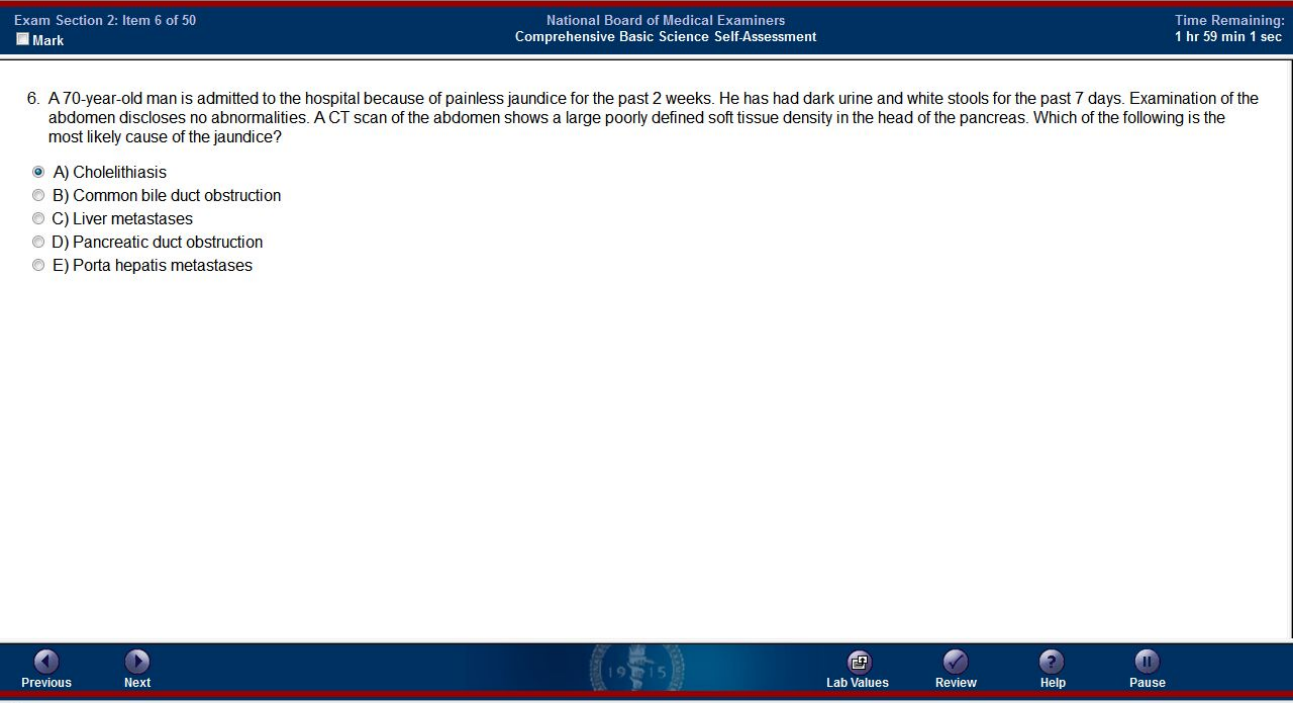 Exam Section 2: Item 6 of 50
National Board of Medical Examiners
Time Remaining:
Mark
Comprehensive Basic Science Self-Assessment
1 hr 59 min 1 sec
6. A 70-year-old man is admitted to the hospital because of painless jaundice for the past 2 weeks. He has had dark urine and white stools for the past 7 days. Examination of the
abdomen discloses no abnormalities. A CT scan of the abdomen shows a large poorly defined soft tissue density in the head of the pancreas. Which of the following is the
most likely cause of the jaundice?
A) Cholelithiasis
B) Common bile duct obstruction
C) Liver metastases
D) Pancreatic duct obstruction
E) Porta hepatis metastases
1915
Previous
Next
Lab Values
Review
Help
Pause